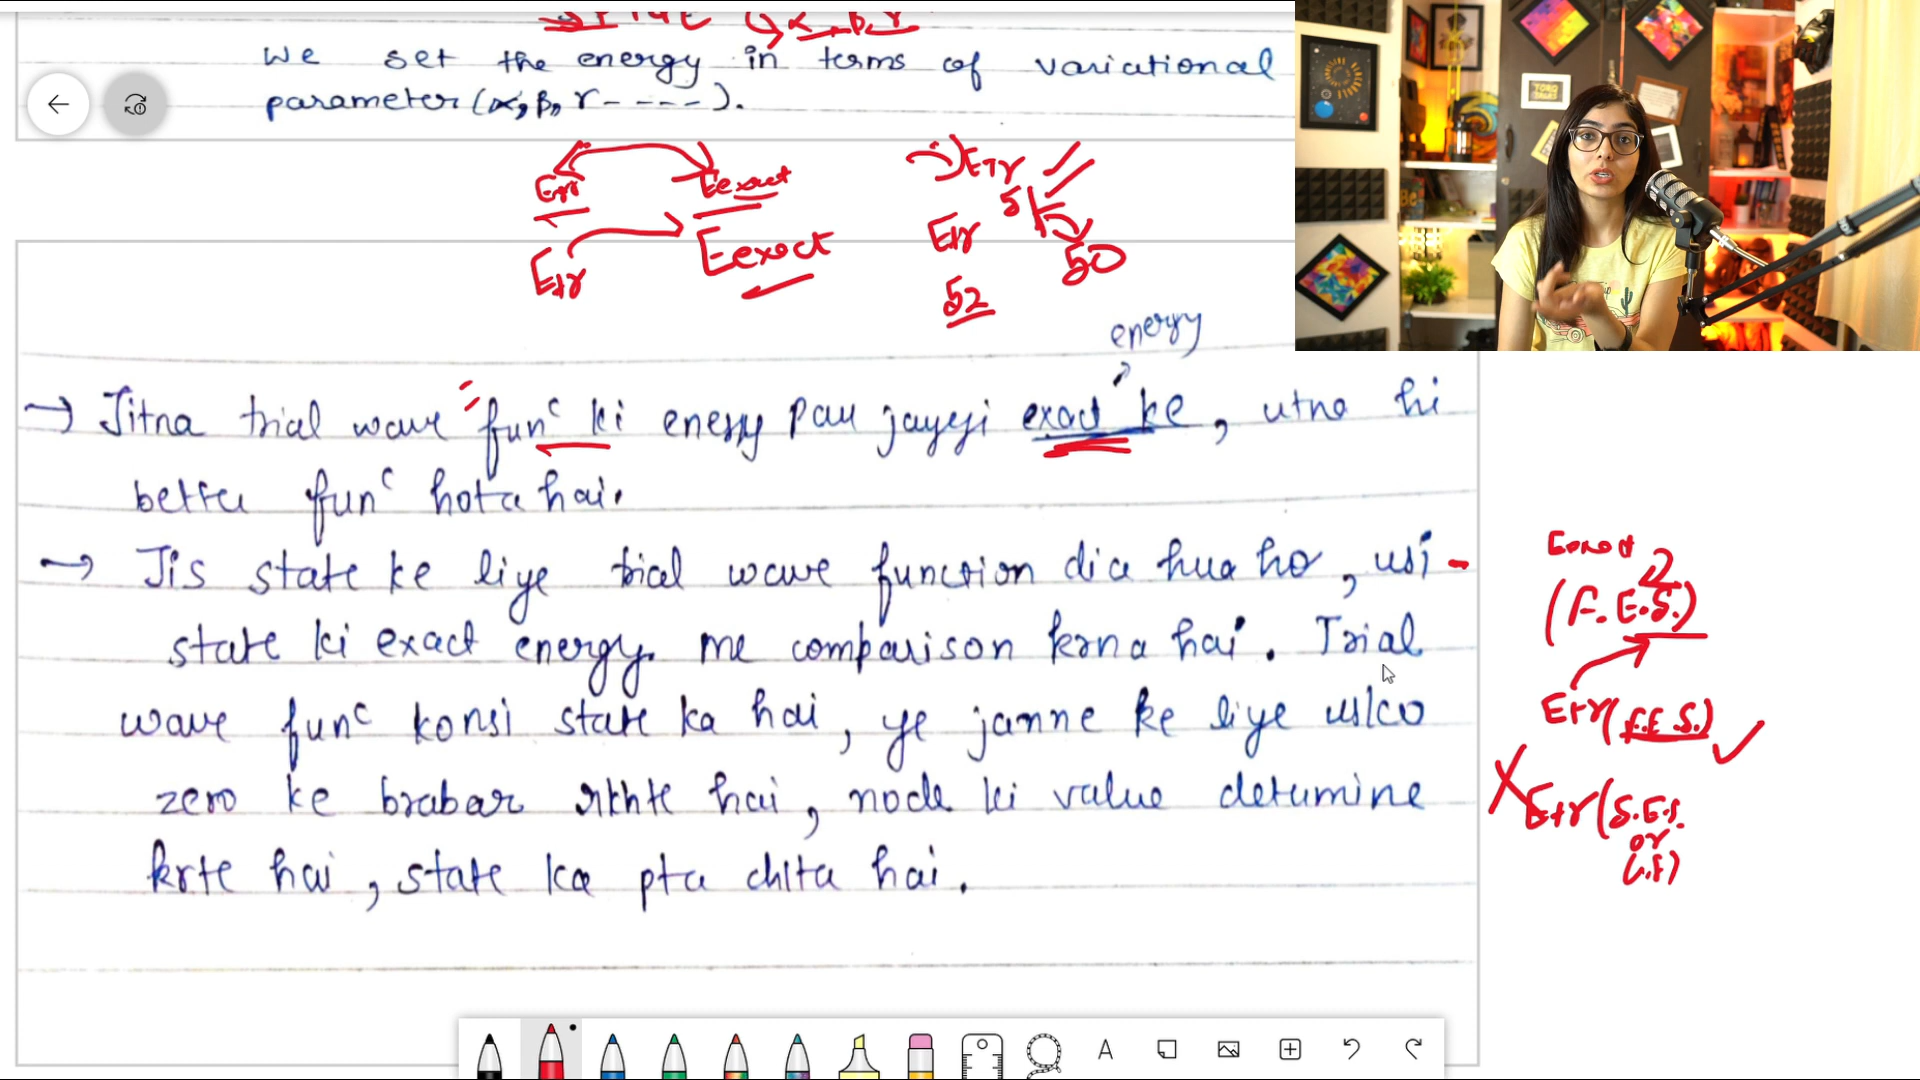 We set the energy in terms of variational
parameter (α, β, γ - - - -).
Etr Eexact Etr 51
Etr Eexact Etr 50
52
energy
→ Jitna trial wave func ki energy pau jayegi exact ke, utna hi
better func hota hai.
→ Jis state ke liye trial wave function dia hua ho, usi
state ki exact energy me comparison krna hai. Trial
wave func konsi state ka hai, ye janne ke liye usko
zero ke brabar rkhte hai, node ki value determine
krte hai, state ka pta chlta hai.
Exact
(F.E.S.)
Etr (F.E.S.)
Etr (S.E.S.
or